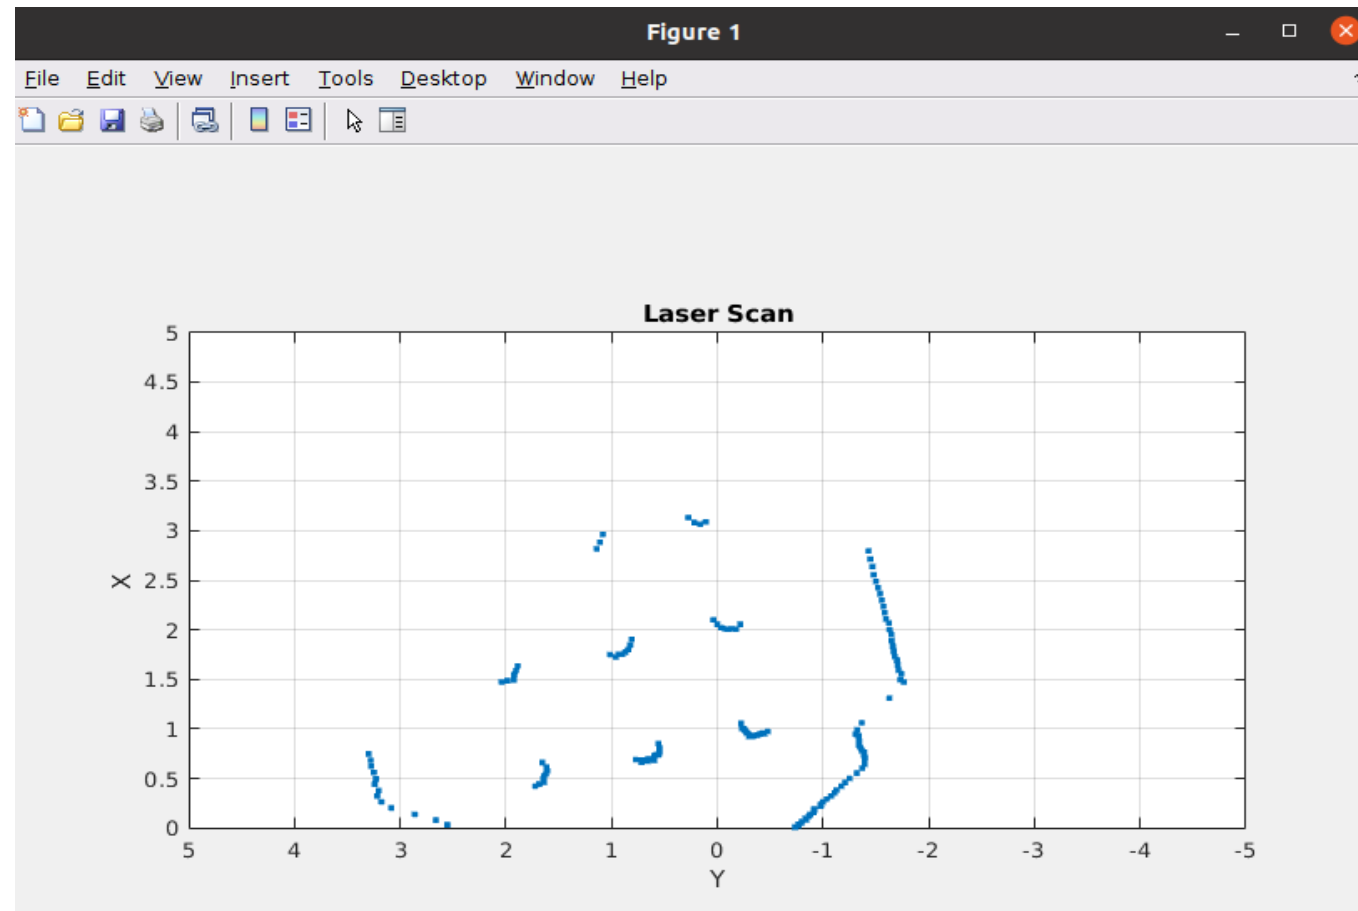 Figure 1
File Edit View Insert Tools Desktop Window Help
Laser Scan
5
4.5
4
3.5
3
X 2.5
2
1.5
1
0.5
0
5 4 3 2 1 0 -1 -2 -3 -4 -5
Y